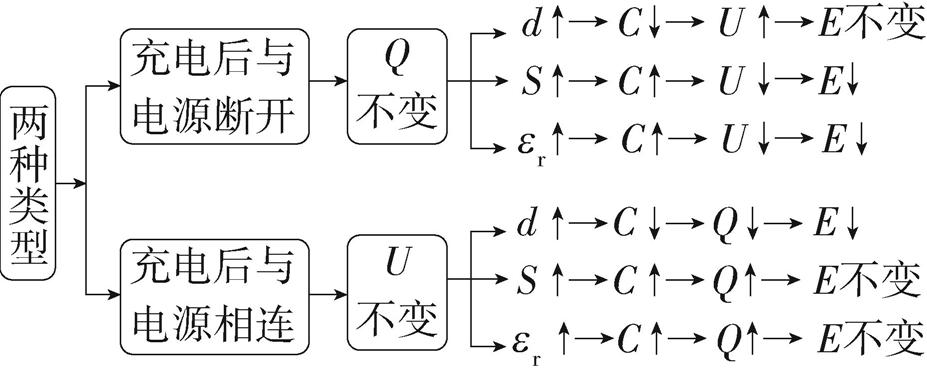 两种类型
充电后与
电源断开
Q
不变
d↑→C↓→U↑→E不变
S↑→C↑→U↓→E↓
εr↑→C↑→U↓→E↓
充电后与
电源相连
U
不变
d↑→C↓→Q↓→E↓
S↑→C↑→Q↑→E不变
εr↑→C↑→Q↑→E不变